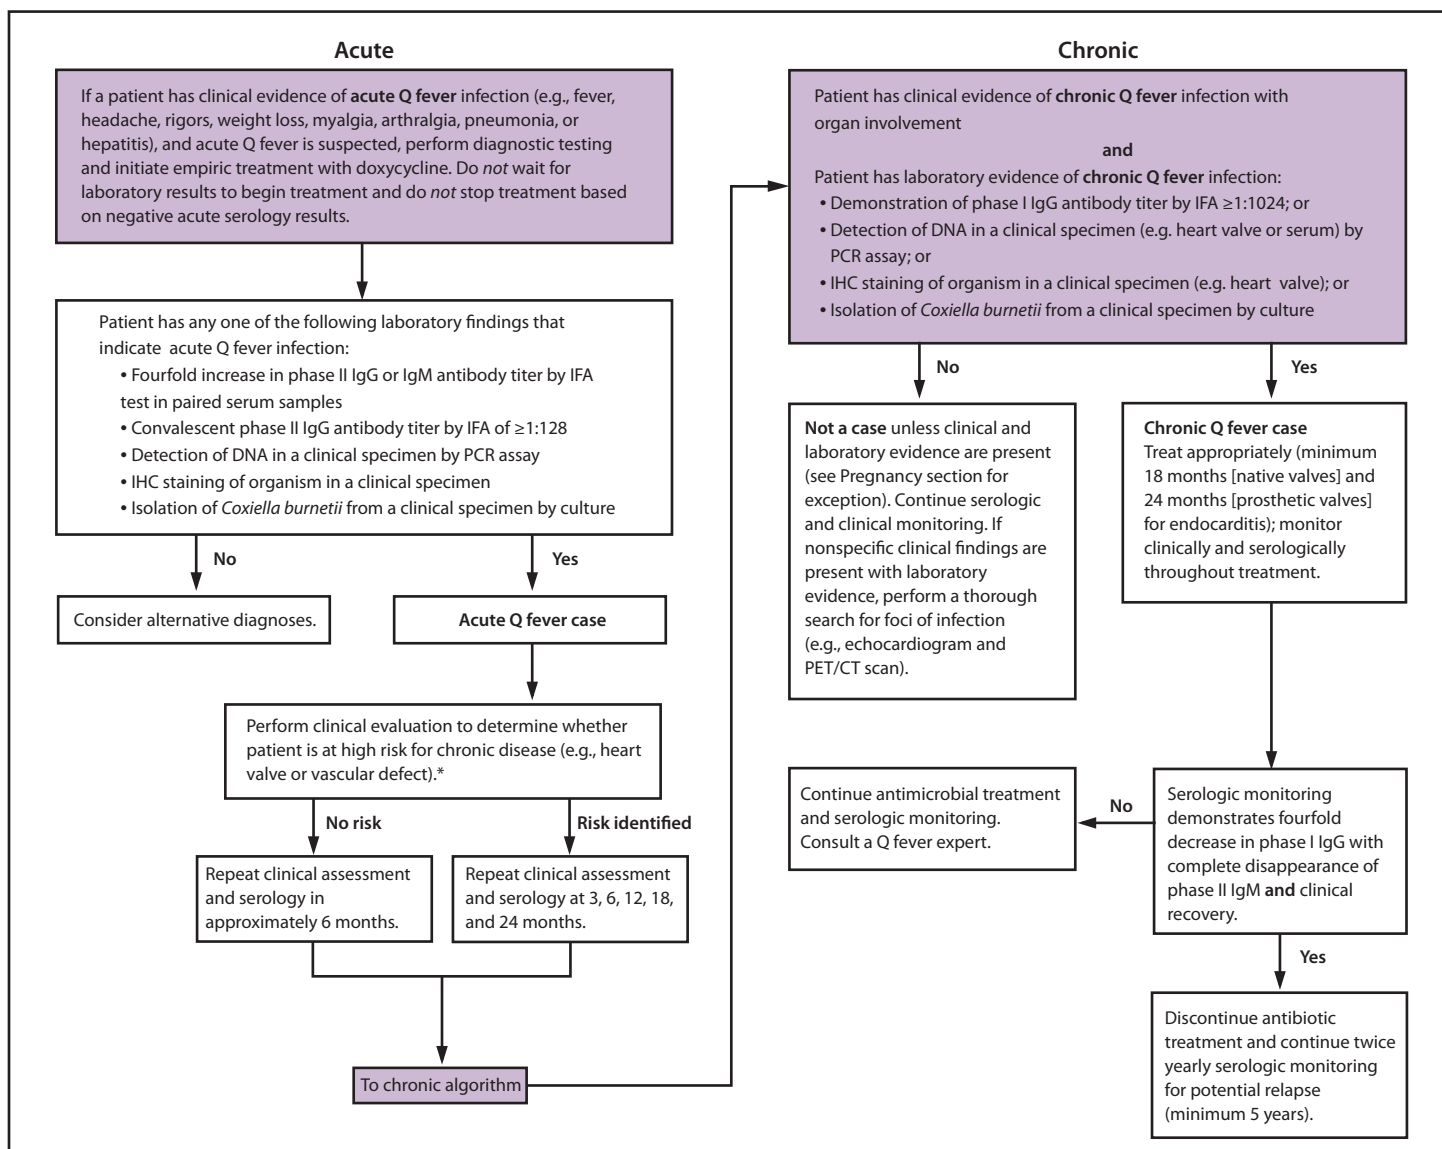 Acute
If a patient has clinical evidence of acute Q fever infection (e.g., fever,
headache, rigors, weight loss, myalgia, arthralgia, pneumonia, or
hepatitis), and acute Q fever is suspected, perform diagnostic testing
and initiate empiric treatment with doxycycline. Do not wait for
laboratory results to begin treatment and do not stop treatment based
on negative acute serology results.
Patient has any one of the following laboratory findings that
indicate acute Q fever infection:
• Fourfold increase in phase II IgG or IgM antibody titer by IFA
test in paired serum samples
• Convalescent phase II IgG antibody titer by IFA of ≥1:128
• Detection of DNA in a clinical specimen by PCR assay
• IHC staining of organism in a clinical specimen
• Isolation of Coxiella burnetii from a clinical specimen by culture
No
Yes
Consider alternative diagnoses.
Acute Q fever case
Perform clinical evaluation to determine whether
patient is at high risk for chronic disease (e.g., heart
valve or vascular defect).*
No risk
Risk identified
Repeat clinical assessment
and serology in
approximately 6 months.
Repeat clinical assessment
and serology at 3, 6, 12, 18,
and 24 months.
To chronic algorithm
Chronic
Patient has clinical evidence of chronic Q fever infection with
organ involvement
and
Patient has laboratory evidence of chronic Q fever infection:
• Demonstration of phase I IgG antibody titer by IFA ≥1:1024; or
• Detection of DNA in a clinical specimen (e.g. heart valve or serum) by
PCR assay; or
• IHC staining of organism in a clinical specimen (e.g. heart valve); or
• Isolation of Coxiella burnetii from a clinical specimen by culture
No
Yes
Not a case unless clinical and
laboratory evidence are present
(see Pregnancy section for
exception). Continue serologic
and clinical monitoring. If
nonspecific clinical findings are
present with laboratory
evidence, perform a thorough
search for foci of infection
(e.g., echocardiogram and
PET/CT scan).
Chronic Q fever case
Treat appropriately (minimum
18 months [native valves] and
24 months [prosthetic valves]
for endocarditis); monitor
clinically and serologically
throughout treatment.
Continue antimicrobial treatment
and serologic monitoring.
Consult a Q fever expert.
No
Serologic monitoring
demonstrates fourfold
decrease in phase I IgG with
complete disappearance of
phase II IgM and clinical
recovery.
Yes
Discontinue antibiotic
treatment and continue twice
yearly serologic monitoring
for potential relapse
(minimum 5 years).